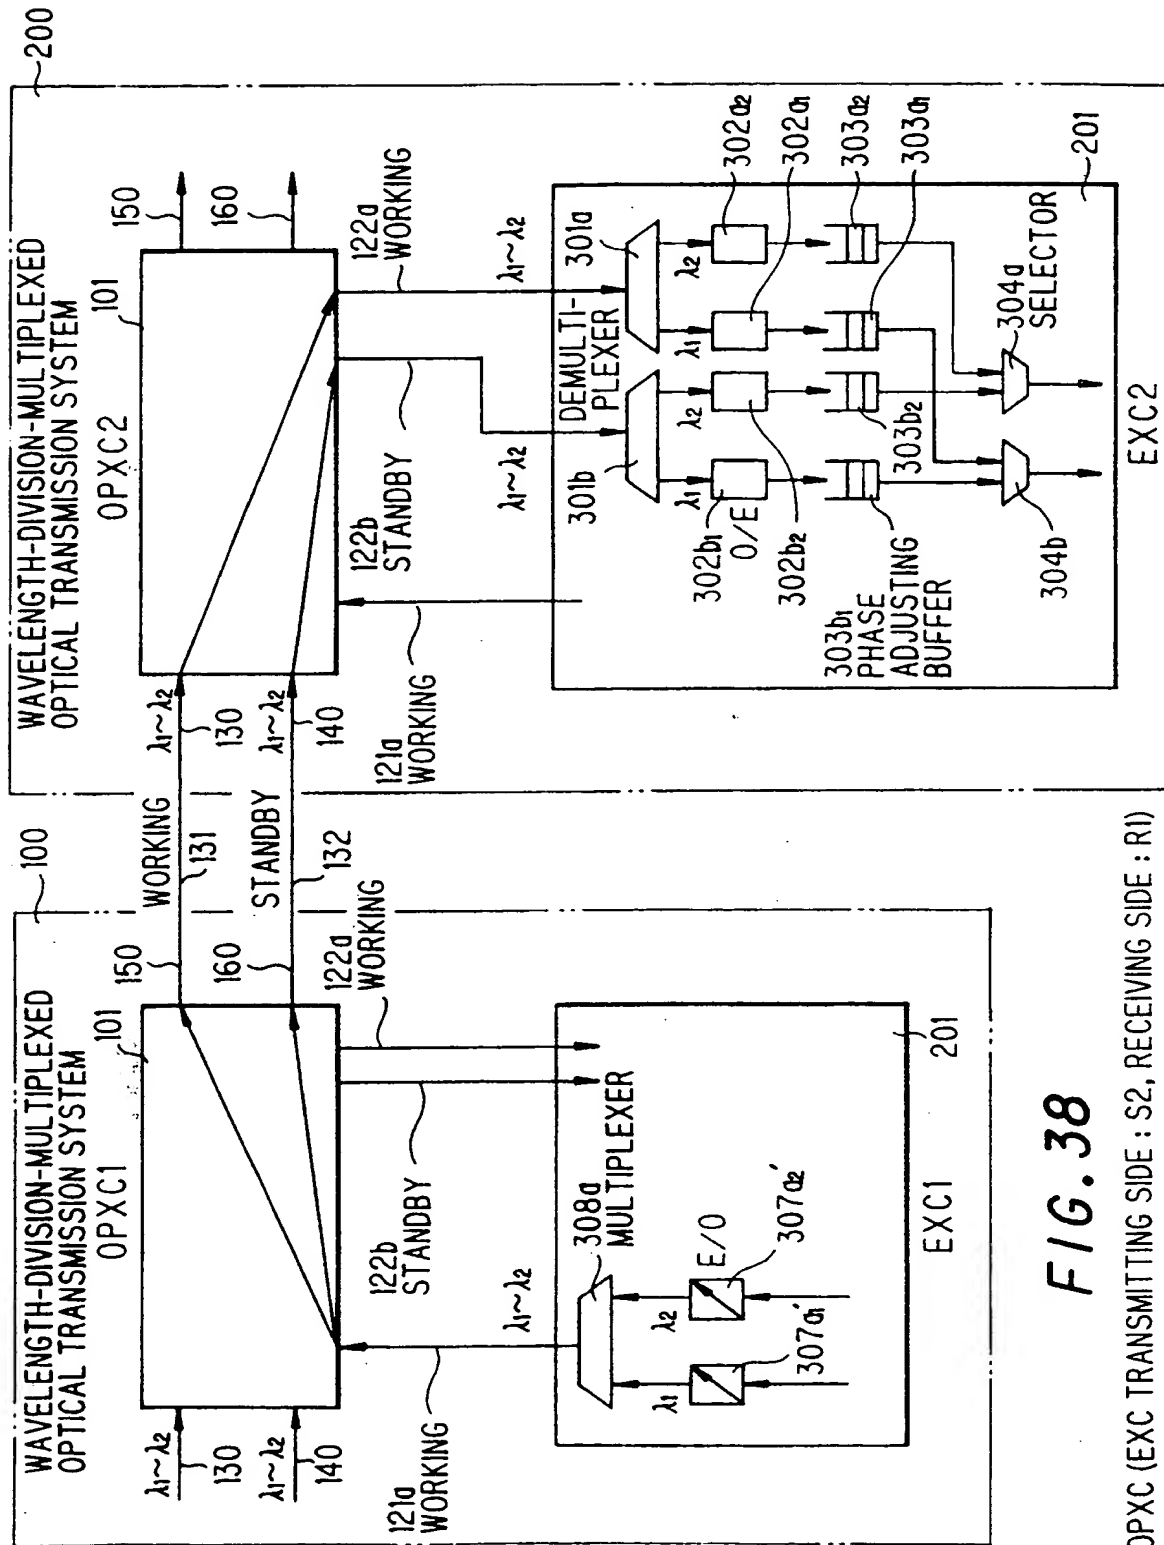 WAVELENGTH-DIVISION-MULTIPLEXED
OPTICAL TRANSMISSION SYSTEM
100
OPXC1
101
λ1~λ2
130
λ1~λ2
140
150
160
WORKING
131
STANDBY
132
121a
WORKING
122b
STANDBY
122a
WORKING
λ1~λ2
308a
MULTIPLEXER
λ1
λ2
E/O
307a1'
307a2'
201
EXC1
WAVELENGTH-DIVISION-MULTIPLEXED
OPTICAL TRANSMISSION SYSTEM
200
OPXC2
101
λ1~λ2
130
λ1~λ2
140
150
160
121a
WORKING
122b
STANDBY
122a
WORKING
λ1~λ2
λ1~λ2
DEMULTI-
PLEXER
301b
301a
λ1
λ2
λ1
λ2
302b1
O/E
302b2
302a2
302a1
303b1
PHASE
ADJUSTING
BUFFER
303b2
303a2
303a1
304b
304a
SELECTOR
201
EXC2
FIG. 38
OPXC (EXC TRANSMITTING SIDE : S2, RECEIVING SIDE : R1)